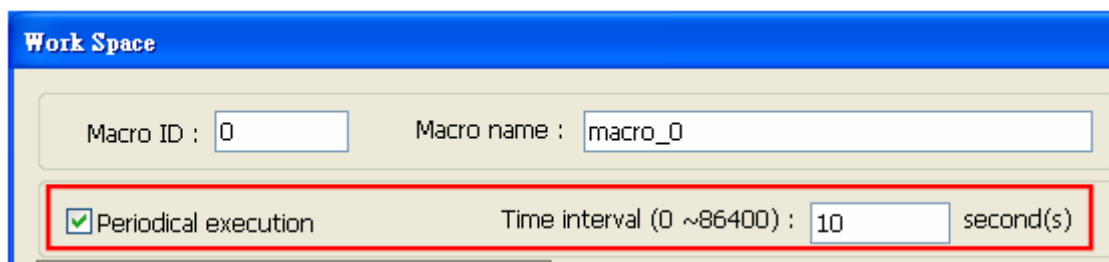 Work Space
Macro ID : 0 Macro name : macro_0
Periodical execution Time interval (0 ~86400) : 10 second(s)